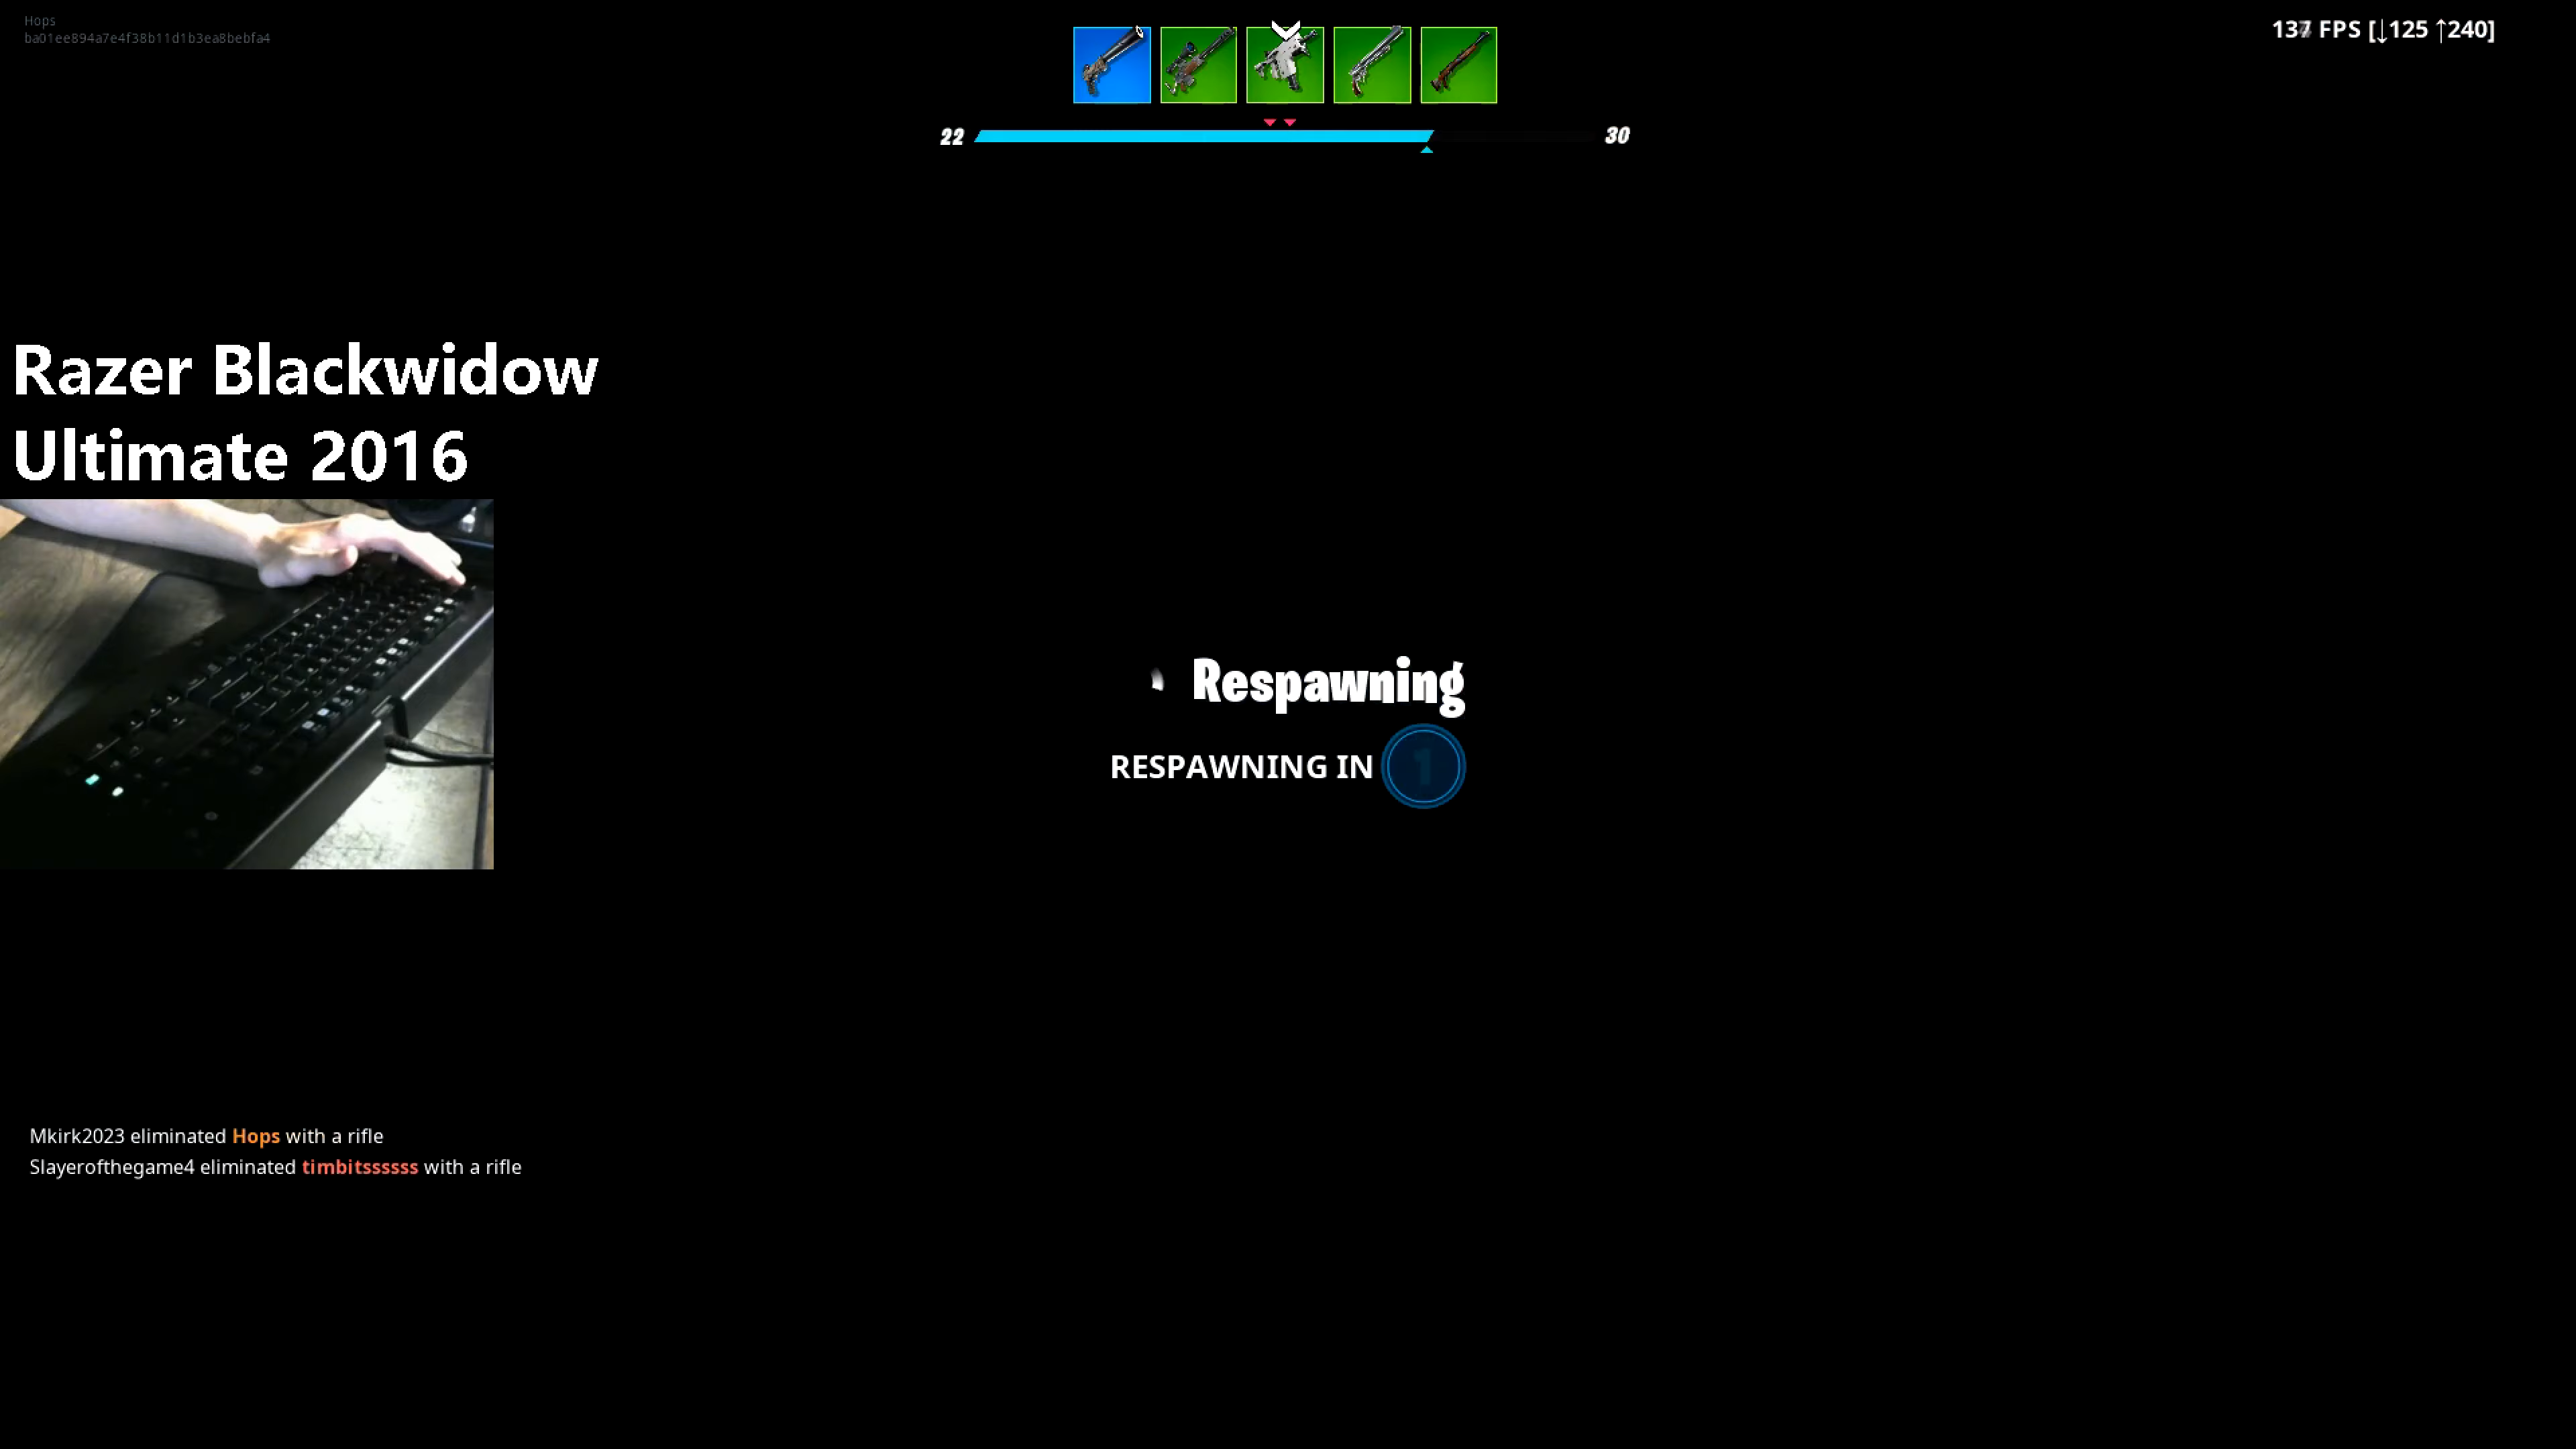 Hops
ba01ee894a7e4f38b11d1b3ea8bebfa4
FPS [↓125 ↑240]
22
30
Razer Blackwidow
Ultimate 2016
Respawning
RESPAWNING IN 1
Mkirk2023 eliminated Hops with a rifle
Slayerofthegame4 eliminated timbitssssss with a rifle